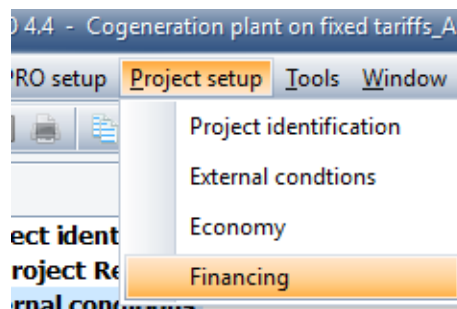 0 4.4 - Cogeneration plant on fixed tariffs_A
PRO setup Project setup Tools Window
Project identification
External condtions
Economy
Financing
ect ident
roject Re
rnal conditions